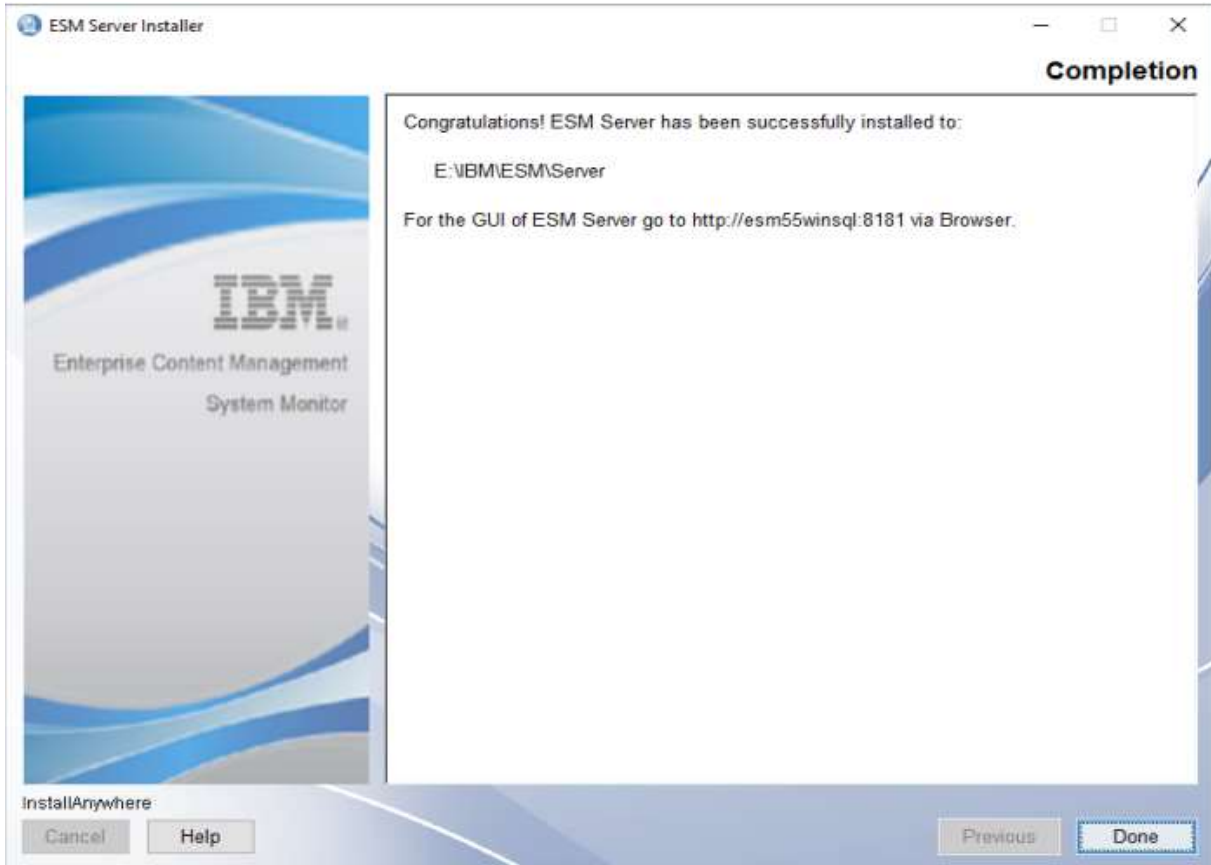 ESM Server Installer
Completion
Congratulations! ESM Server has been successfully installed to:
E:\IBM\ESM\Server
For the GUI of ESM Server go to http://esm55winsql:8181 via Browser.
IBM®
Enterprise Content Management
System Monitor
InstallAnywhere
Cancel
Help
Previous
Done